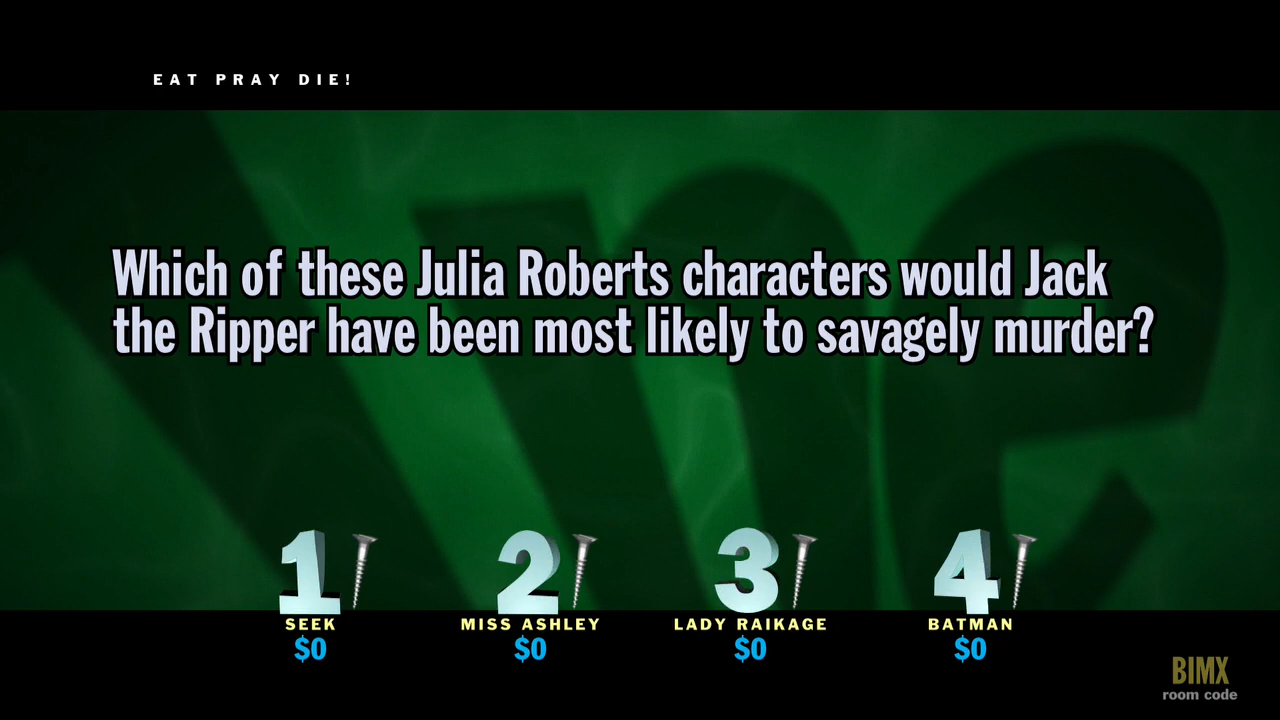 EAT PRAY DIE!
Which of these Julia Roberts characters would Jack
the Ripper have been most likely to savagely murder?
1 2 3 4
SEEK MISS ASHLEY LADY RAIKAGE BATMAN
$0 $0 $0 $0
BIMX
room code